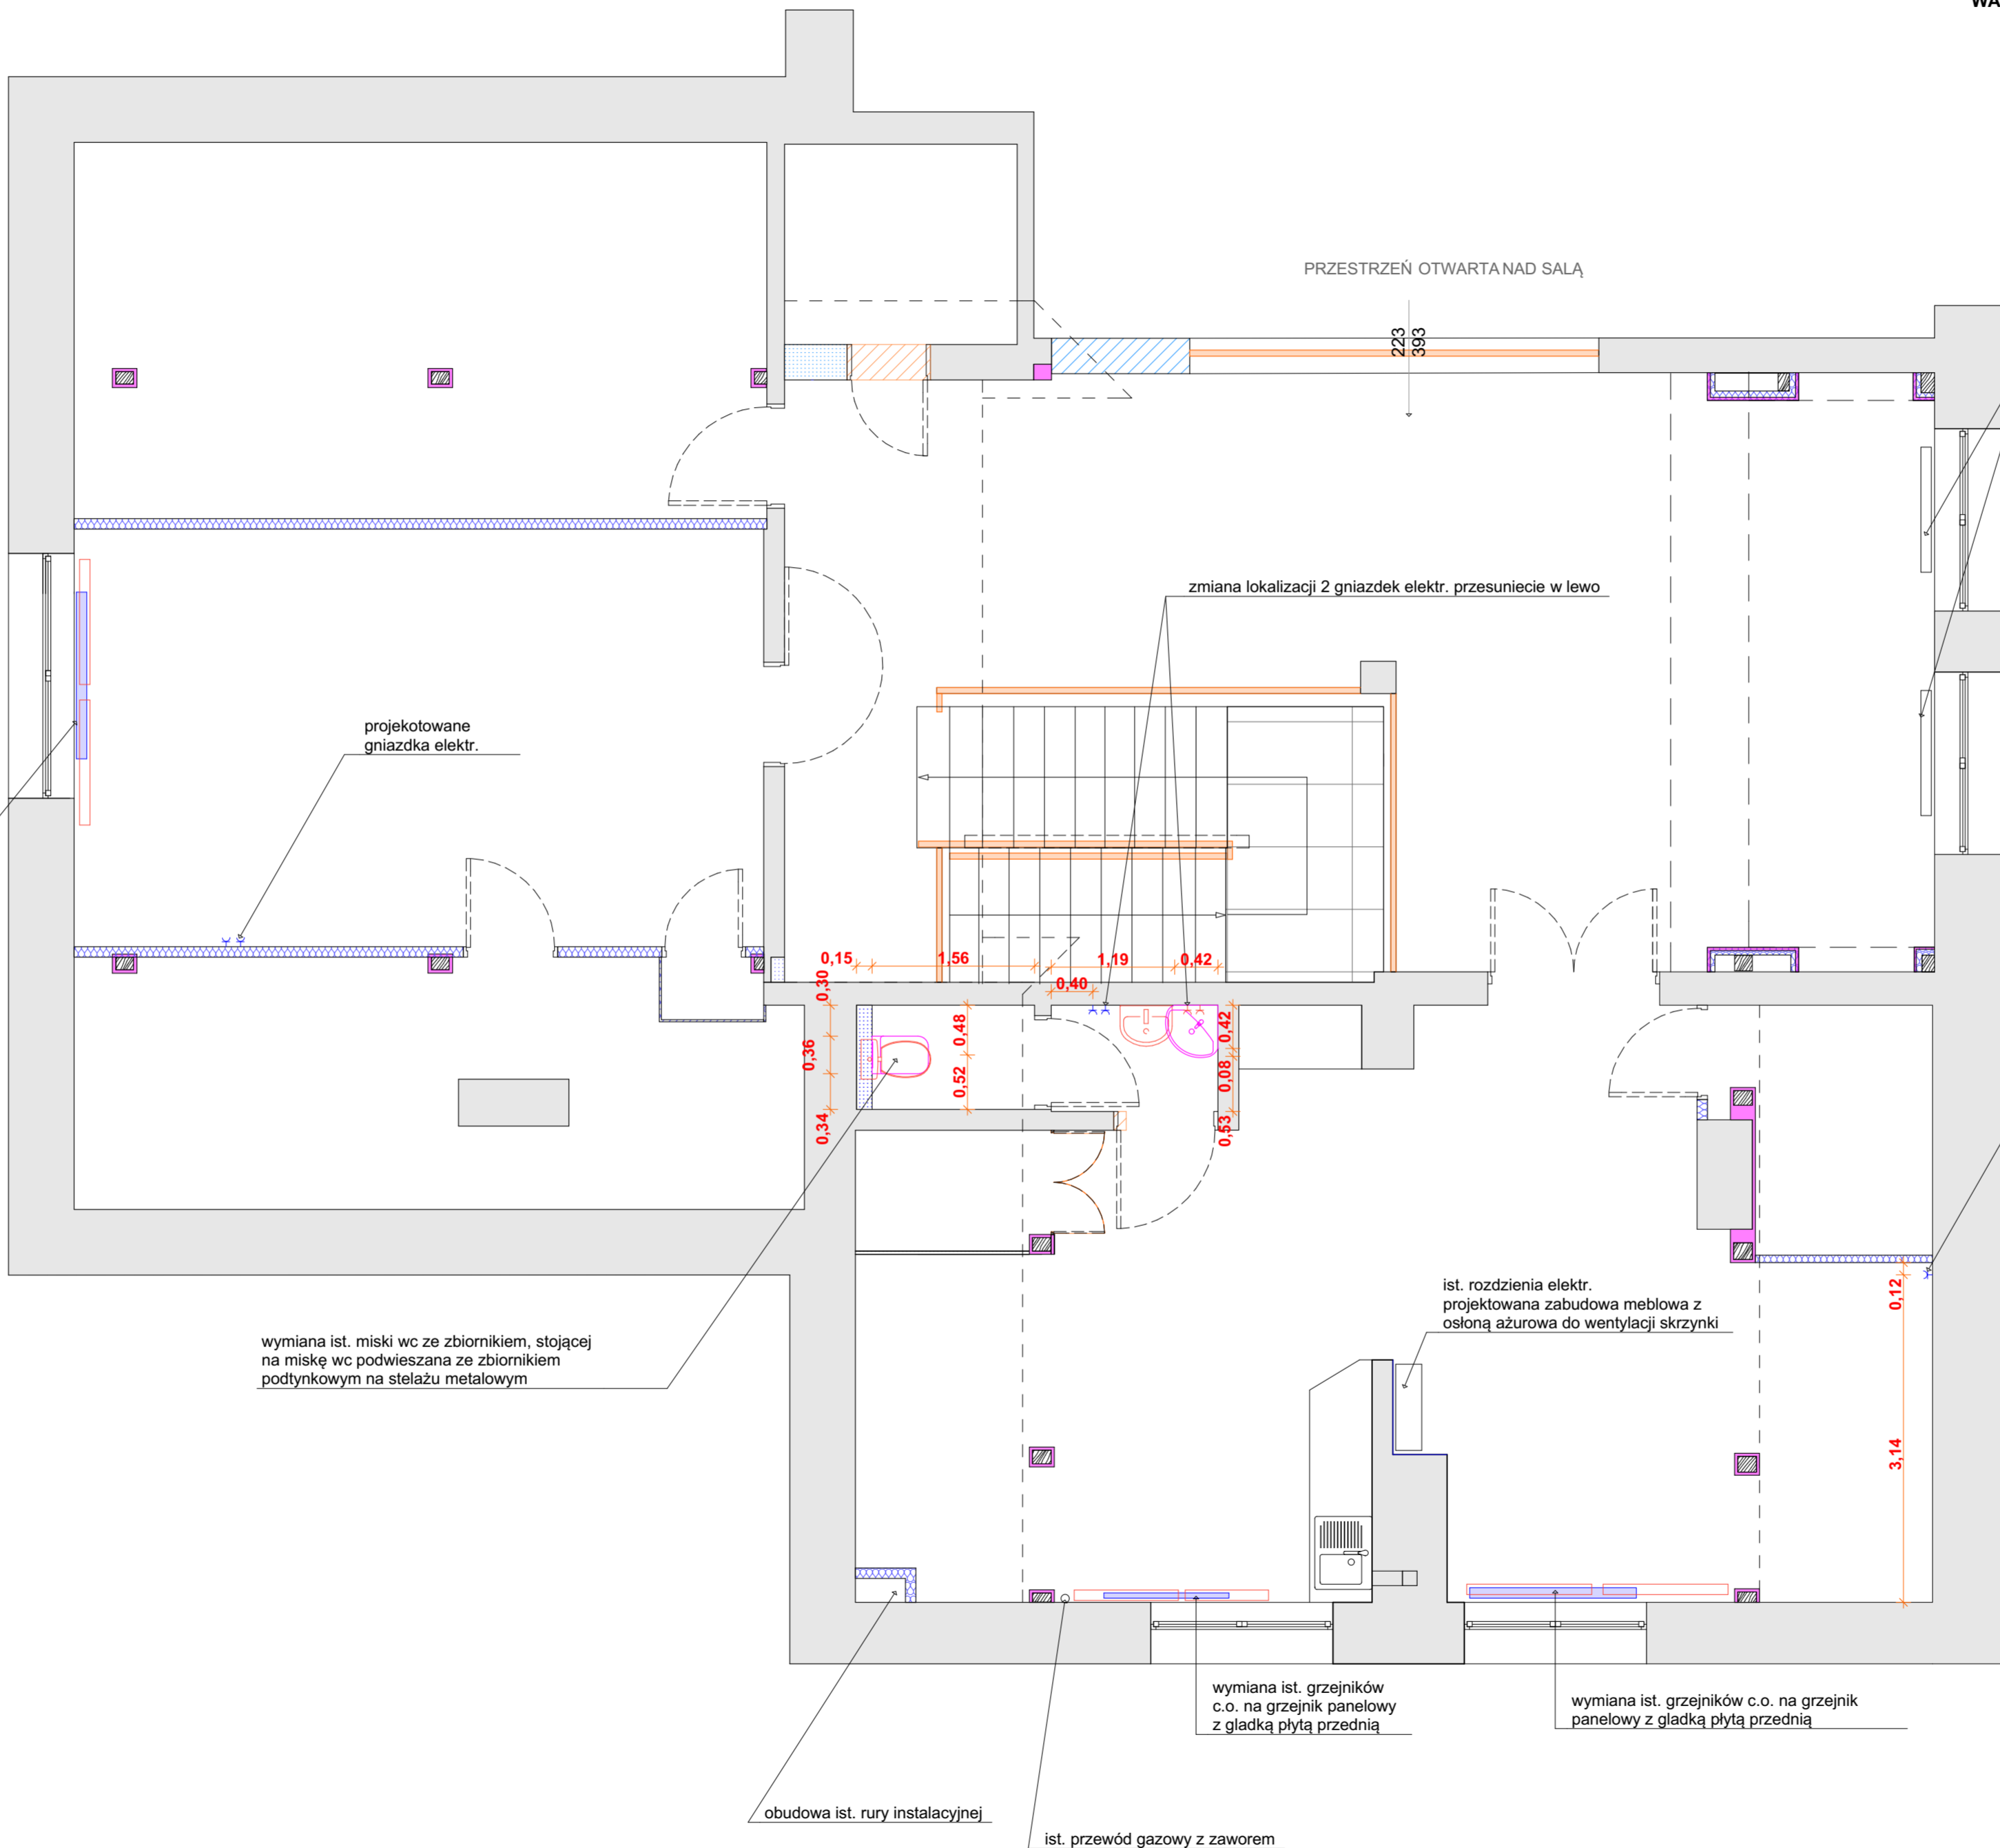 WA
PRZESTRZEŃ OTWARTA NAD SALĄ
223
393
zmiana lokalizacji 2 gniazdek elektr. przesuniecie w lewo
projekotowane
gniazdka elektr.
0,15
1,56
1,19
0,42
0,30
0,40
0,48
0,42
0,36
0,52
0,08
0,34
0,53
ist. rozdzienia elektr.
projektowana zabudowa meblowa z
osłoną ażurowa do wentylacji skrzynki
0,12
wymiana ist. miski wc ze zbiornikiem, stojącej
na miskę wc podwieszana ze zbiornikiem
podtynkowym na stelażu metalowym
3,14
wymiana ist. grzejników
c.o. na grzejnik panelowy
z gladką płytą przednią
wymiana ist. grzejników c.o. na grzejnik
panelowy z gladką płytą przednią
obudowa ist. rury instalacyjnej
ist. przewód gazowy z zaworem